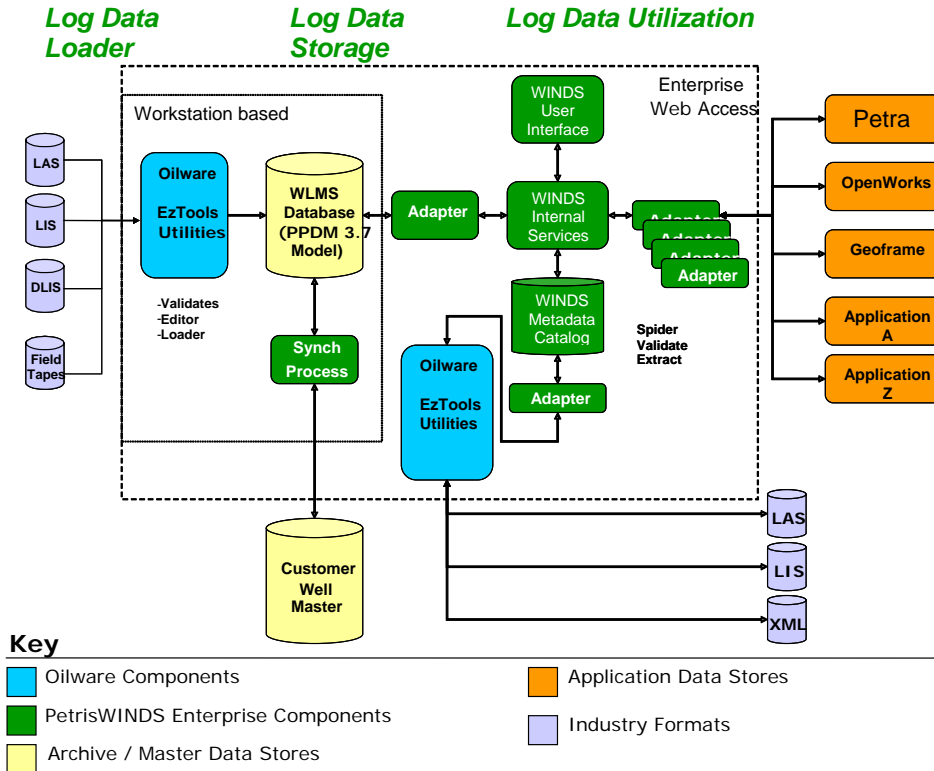 Log Data
Loader
Log Data
Storage
Log Data Utilization
Workstation based
Enterprise
Web Access
LAS
LIS
DLIS
Field
Tapes
Oilware
EzTools
Utilities
-Validates
-Editor
-Loader
WLMS
Database
(PPDM 3.7
Model)
Synch
Process
Customer
Well
Master
Adapter
WINDS
User
Interface
WINDS
Internal
Services
WINDS
Metadata
Catalog
Adapter
Oilware
EzTools
Utilities
Adapter
Adapter
Adapter
Adapter
Spider
Validate
Extract
Petra
OpenWorks
Geoframe
Application
A
Application
Z
LAS
LIS
XML
Key
Oilware Components
PetrisWINDS Enterprise Components
Archive / Master Data Stores
Application Data Stores
Industry Formats